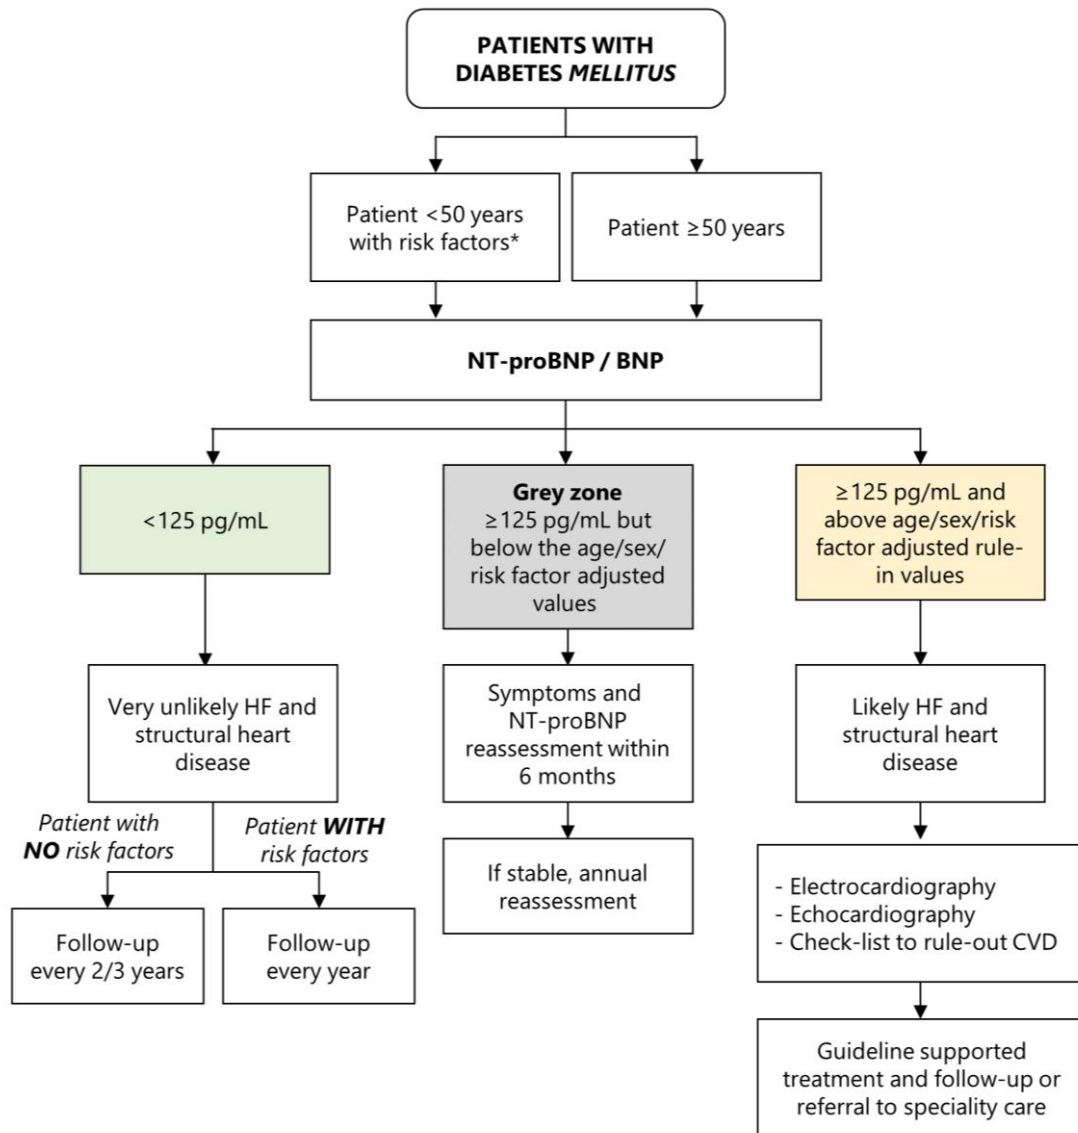 PATIENTS WITH
DIABETES MELLITUS
Patient <50 years
with risk factors*
Patient ≥50 years
NT-proBNP / BNP
<125 pg/mL
Grey zone
≥125 pg/mL but
below the age/sex/
risk factor adjusted
values
≥125 pg/mL and
above age/sex/risk
factor adjusted rule-
in values
Very unlikely HF and
structural heart
disease
Symptoms and
NT-proBNP
reassessment within
6 months
Likely HF and
structural heart
disease
Patient with
NO risk factors
Patient WITH
risk factors
If stable, annual
reassessment
- Electrocardiography
- Echocardiography
- Check-list to rule-out CVD
Follow-up
every 2/3 years
Follow-up
every year
Guideline supported
treatment and follow-up or
referral to speciality care